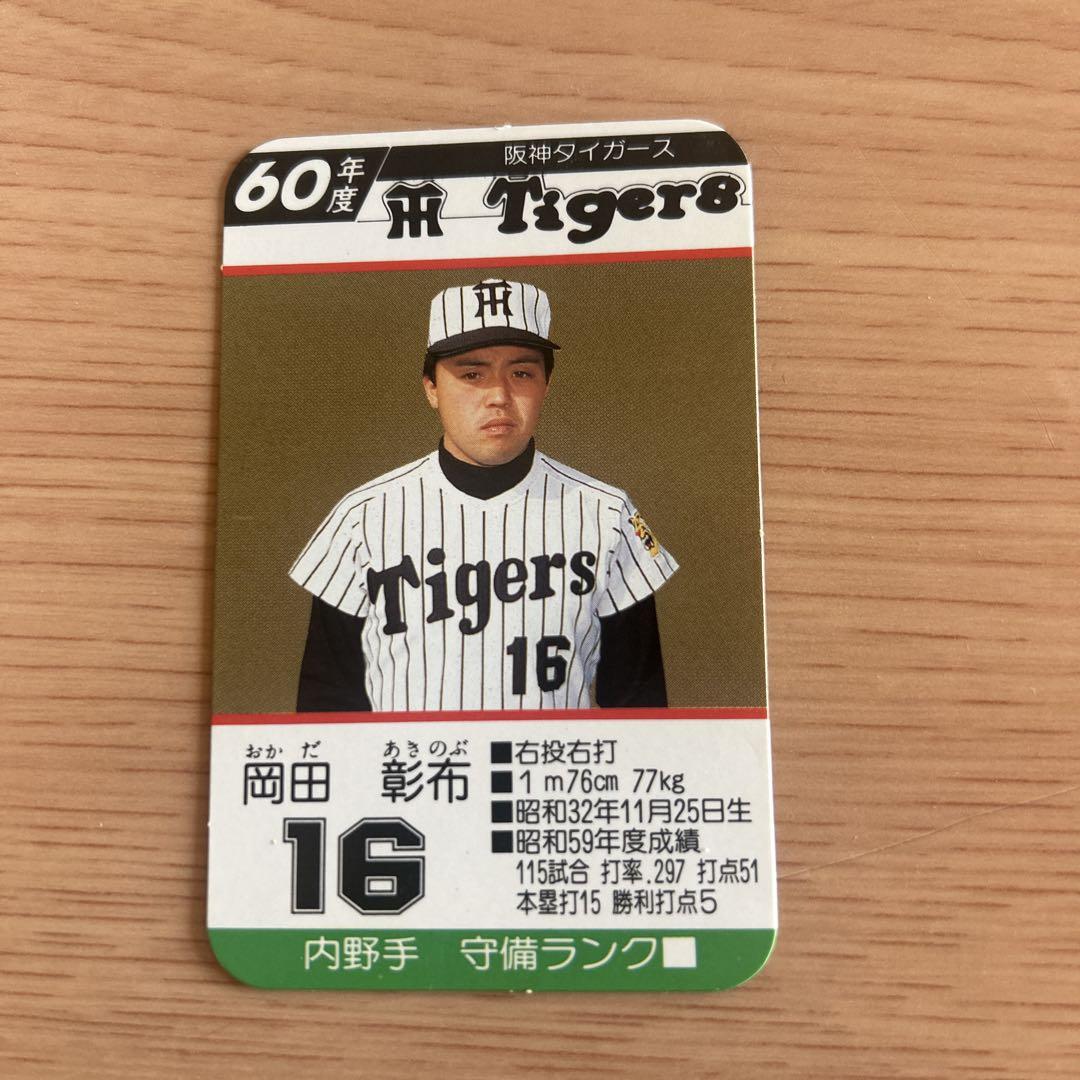 60年度
阪神タイガース
TH Tigers
TH
Tigers
16
おかだ あきのぶ
岡田 彰布
16
■右投右打
■1m76cm 77kg
■昭和32年11月25日生
■昭和59年度成績
115試合 打率.297 打点51
本塁打15 勝利打点5
内野手 守備ランク■